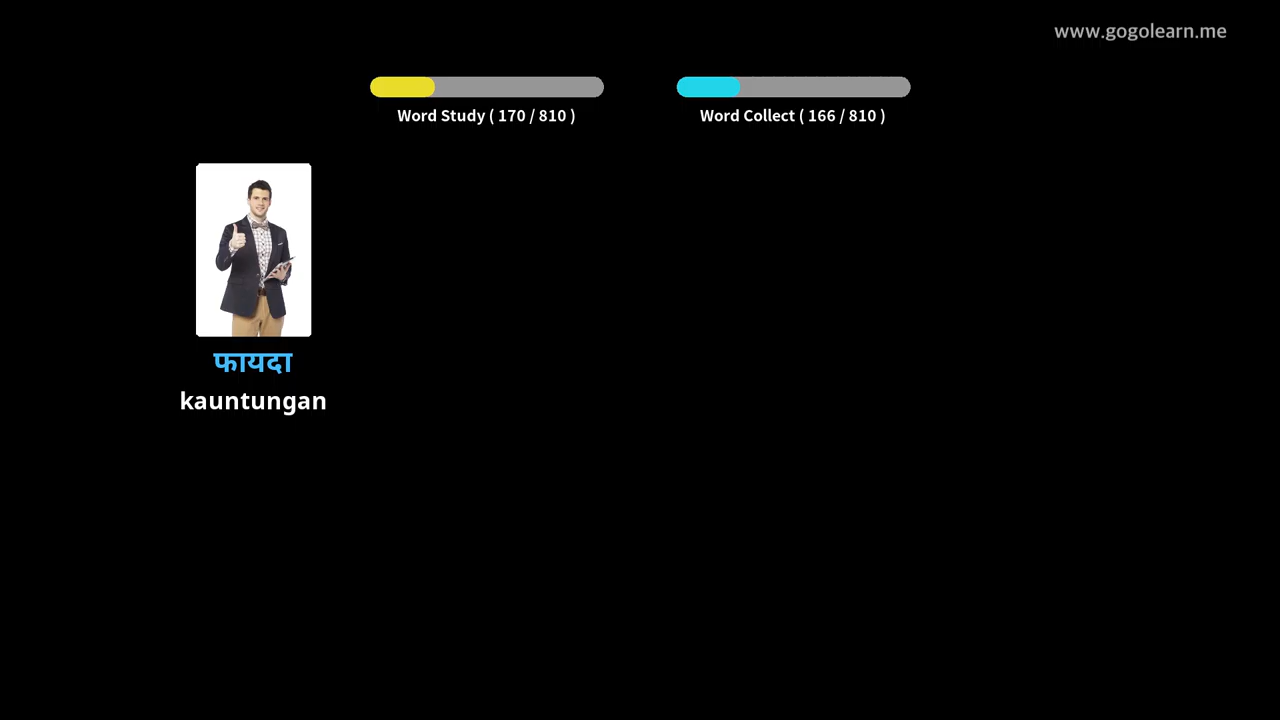 www.gogolearn.me
Word Study ( 170 / 810 )
Word Collect ( 166 / 810 )
फायदा
kauntungan